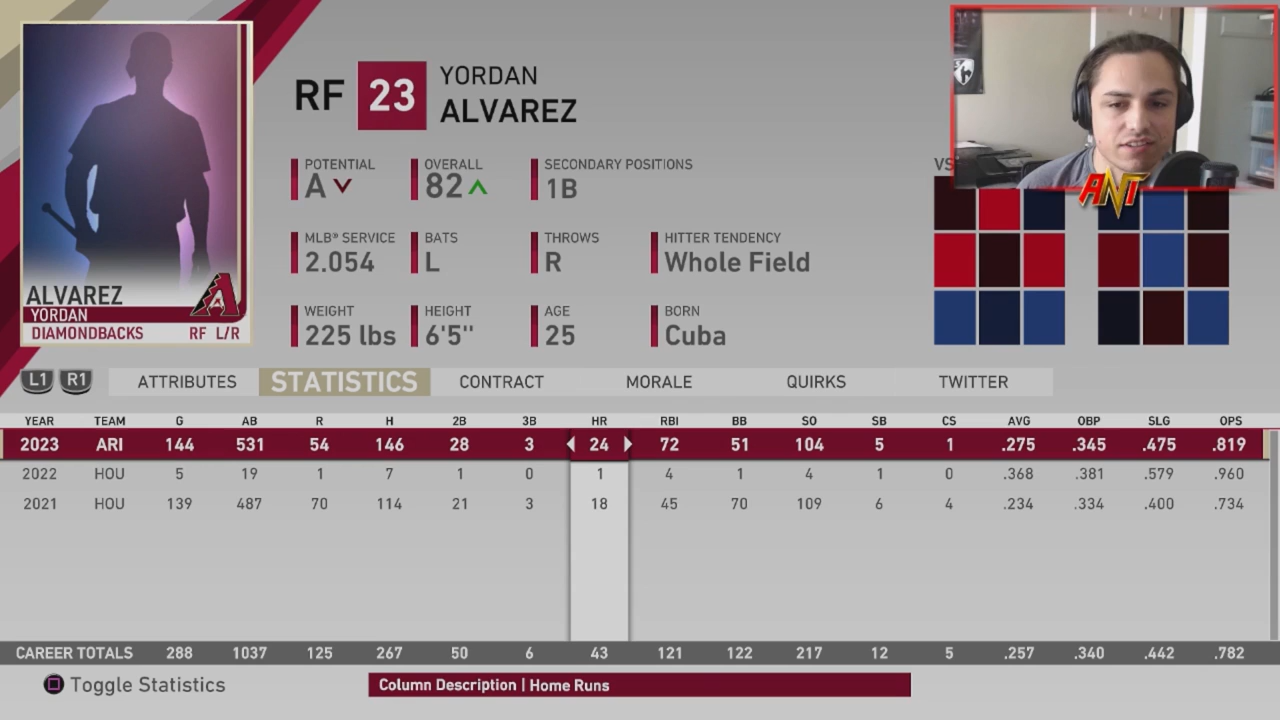 RF 23 YORDAN ALVAREZ
POTENTIAL A
OVERALL 82
SECONDARY POSITIONS 1B
VS
ANT
MLB® SERVICE 2.054
BATS L
THROWS R
HITTER TENDENCY Whole Field
WEIGHT 225 lbs
HEIGHT 6'5"
AGE 25
BORN Cuba
ALVAREZ
YORDAN
DIAMONDBACKS RF L/R
A
L1 R1 ATTRIBUTES STATISTICS CONTRACT MORALE QUIRKS TWITTER
YEAR TEAM G AB R H 2B 3B HR RBI BB SO SB CS AVG OBP SLG OPS
2023 ARI 144 531 54 146 28 3 24 72 51 104 5 1 .275 .345 .475 .819
2022 HOU 5 19 1 7 1 0 1 4 1 4 1 0 .368 .381 .579 .960
2021 HOU 139 487 70 114 21 3 18 45 70 109 6 4 .234 .334 .400 .734
CAREER TOTALS 288 1037 125 267 50 6 43 121 122 217 12 5 .257 .340 .442 .782
Toggle Statistics
Column Description | Home Runs